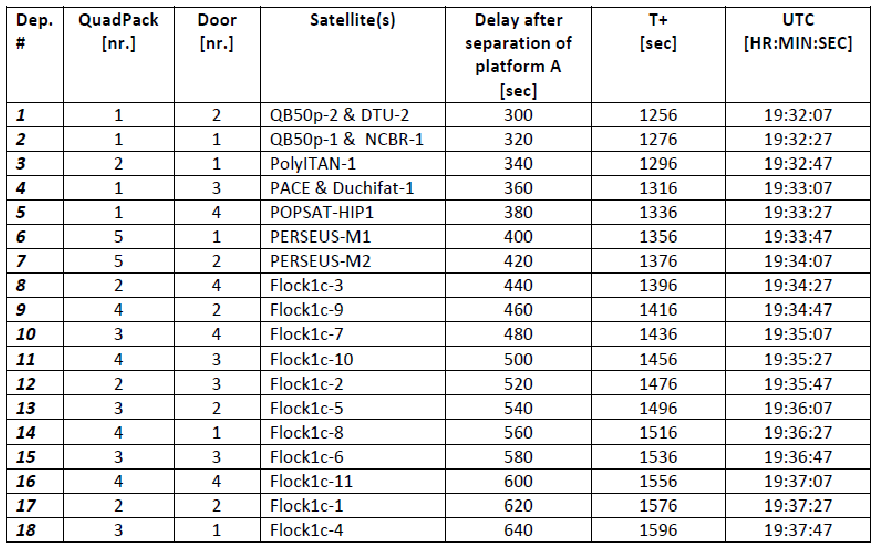 Dep. QuadPack Door Satellite(s) Delay after T+ UTC
# [nr.] [nr.] separation of [sec] [HR:MIN:SEC]
platform A
[sec]
1 1 2 QB50p-2 & DTU-2 300 1256 19:32:07
2 1 1 QB50p-1 & NCBR-1 320 1276 19:32:27
3 2 1 PolyITAN-1 340 1296 19:32:47
4 1 3 PACE & Duchifat-1 360 1316 19:33:07
5 1 4 POPSAT-HIP1 380 1336 19:33:27
6 5 1 PERSEUS-M1 400 1356 19:33:47
7 5 2 PERSEUS-M2 420 1376 19:34:07
8 2 4 Flock1c-3 440 1396 19:34:27
9 4 2 Flock1c-9 460 1416 19:34:47
10 3 4 Flock1c-7 480 1436 19:35:07
11 4 3 Flock1c-10 500 1456 19:35:27
12 2 3 Flock1c-2 520 1476 19:35:47
13 3 2 Flock1c-5 540 1496 19:36:07
14 4 1 Flock1c-8 560 1516 19:36:27
15 3 3 Flock1c-6 580 1536 19:36:47
16 4 4 Flock1c-11 600 1556 19:37:07
17 2 2 Flock1c-1 620 1576 19:37:27
18 3 1 Flock1c-4 640 1596 19:37:47